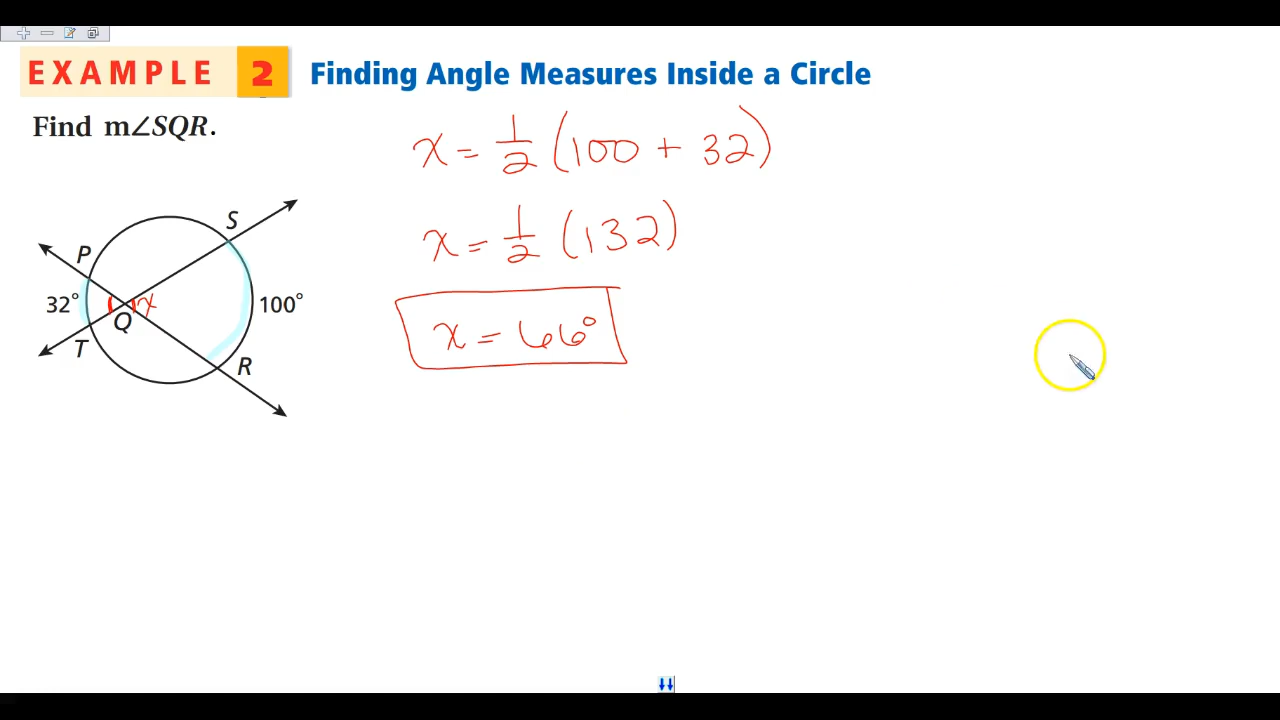 EXAMPLE 2 Finding Angle Measures Inside a Circle
Find m∠SQR.
x = 1/2 (100 + 32)
x = 1/2 (132)
x = 66°
S
P
32°
x
100°
Q
T
R